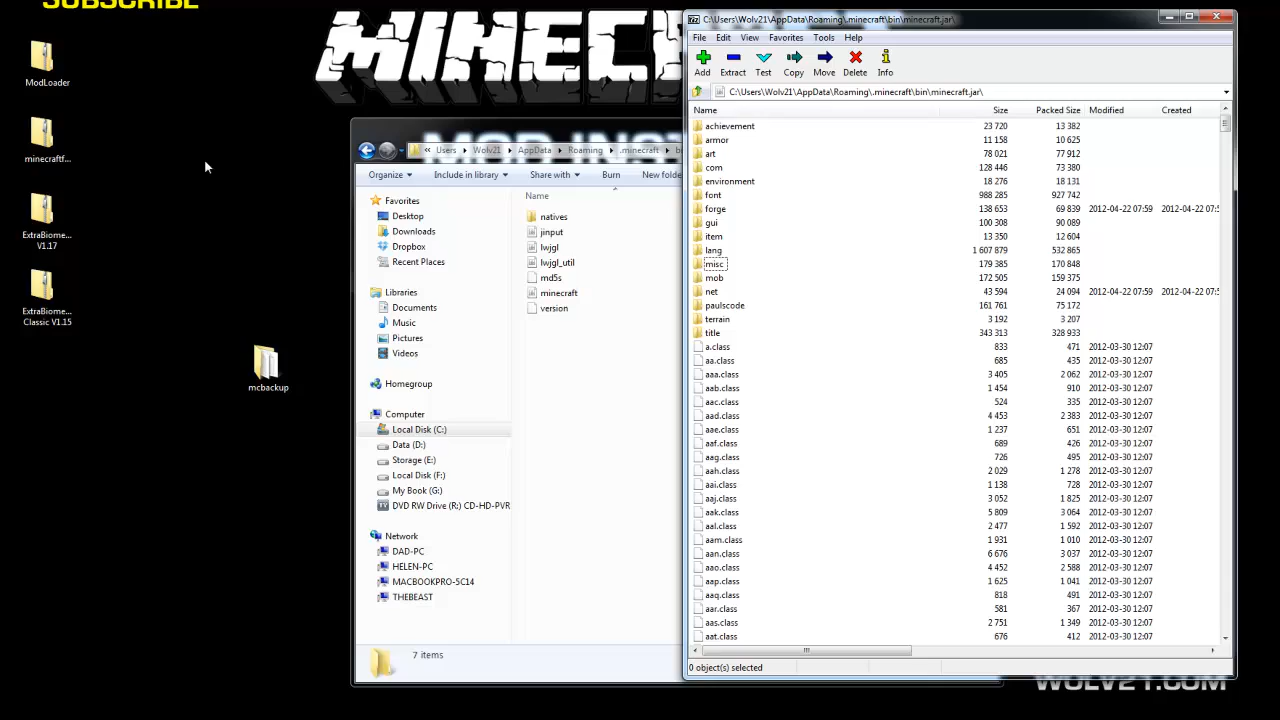 SUBSCRIBE
ModLoader
minecraftf...
ExtraBiome...
V1.17
ExtraBiome...
Classic V1.15
mcbackup
MINECR
MOD INST
« Users Wolv21 AppData Roaming .minecraft
Organize Include in library Share with Burn New folde
Favorites
Desktop
Downloads
Dropbox
Recent Places
Libraries
Documents
Music
Pictures
Videos
Homegroup
Computer
Local Disk (C:)
Data (D:)
Storage (E:)
Local Disk (F:)
My Book (G:)
DVD RW Drive (R:) CD-HD-PVR
Network
DAD-PC
HELEN-PC
MACBOOKPRO-5C14
THEBEAST
Name
natives
jinput
lwjgl
lwjgl_util
md5s
minecraft
version
7 items
C:\Users\Wolv21\AppData\Roaming\.minecraft\bin\minecraft.jar\
File Edit View Favorites Tools Help
Add Extract Test Copy Move Delete Info
C:\Users\Wolv21\AppData\Roaming\.minecraft\bin\minecraft.jar\
Name Size Packed Size Modified Created
achievement 23 720 13 382
armor 11 158 10 625
art 78 021 77 912
com 128 446 73 380
environment 18 276 18 131
font 988 285 927 742
forge 138 653 69 839 2012-04-22 07:59 2012-04-22 07:5
gui 100 308 90 089
item 13 350 12 604
lang 1 607 879 532 865
misc 179 385 170 848
mob 172 505 159 375
net 43 594 24 094 2012-04-22 07:59 2012-04-22 07:5
paulscode 161 761 75 172
terrain 3 192 3 207
title 343 313 328 933
a.class 833 471 2012-03-30 12:07
aa.class 685 435 2012-03-30 12:07
aaa.class 3 405 2 062 2012-03-30 12:07
aab.class 1 454 910 2012-03-30 12:07
aac.class 524 335 2012-03-30 12:07
aad.class 4 453 2 383 2012-03-30 12:07
aae.class 1 237 651 2012-03-30 12:07
aaf.class 689 426 2012-03-30 12:07
aag.class 726 495 2012-03-30 12:07
aah.class 2 029 1 278 2012-03-30 12:07
aai.class 1 138 728 2012-03-30 12:07
aaj.class 3 052 1 825 2012-03-30 12:07
aak.class 5 809 3 064 2012-03-30 12:07
aal.class 2 477 1 592 2012-03-30 12:07
aam.class 1 931 1 010 2012-03-30 12:07
aan.class 6 676 3 037 2012-03-30 12:07
aao.class 4 452 2 588 2012-03-30 12:07
aap.class 1 625 1 041 2012-03-30 12:07
aaq.class 818 491 2012-03-30 12:07
aar.class 581 367 2012-03-30 12:07
aas.class 2 751 1 349 2012-03-30 12:07
aat.class 676 412 2012-03-30 12:07
0 object(s) selected
WOLV21.COM